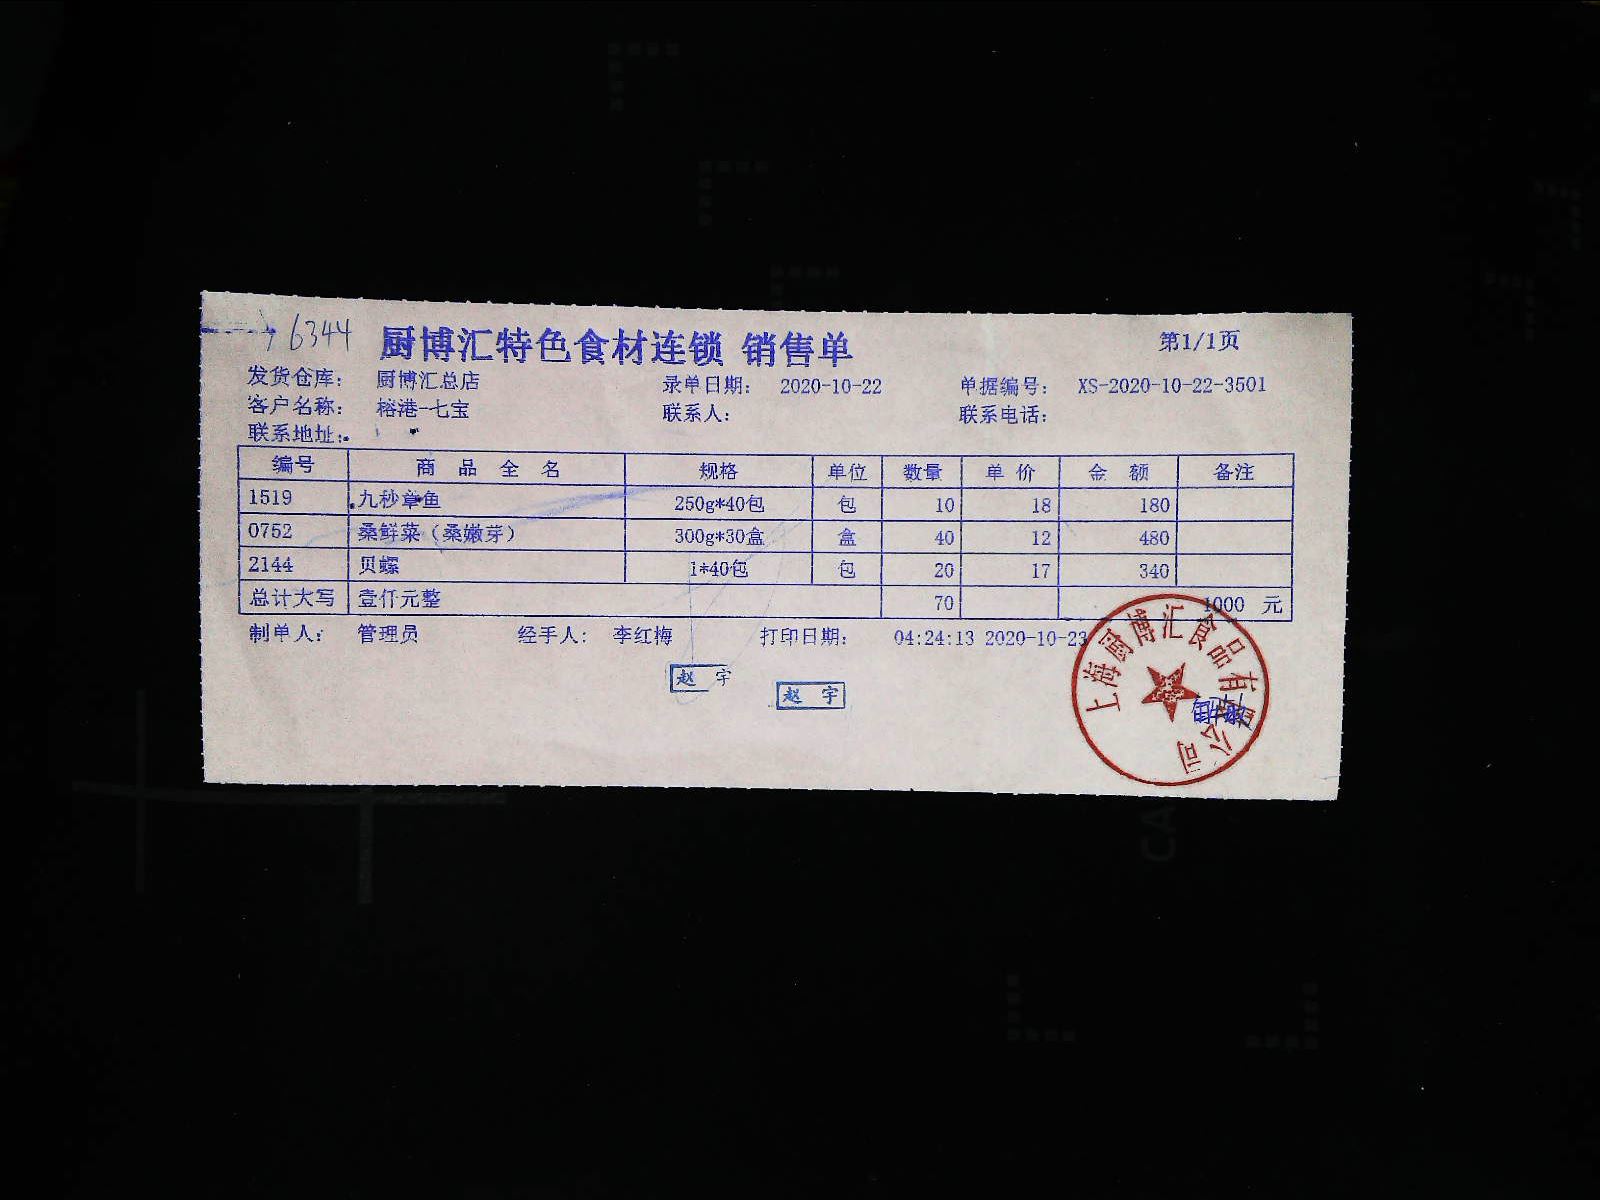 6344 厨博汇特色食材连锁 销售单 第1/1页
发货仓库: 厨博汇总店 录单日期: 2020-10-22 单据编号: XS-2020-10-22-3501
客户名称: 榕港-七宝 联系人: 联系电话:
联系地址:
编号 商品全名 规格 单位 数量 单价 金额 备注
1519 九秒章鱼 250g*40包 包 10 18 180
0752 桑鲜菜(桑嫩芽) 300g*30盒 盒 40 12 480
2144 贝螺 1*40包 包 20 17 340
总计大写 壹仟元整 70 1000 元
制单人: 管理员 经手人: 李红梅 打印日期: 04:24:13 2020-10-23
赵 宇
赵 宇
上海厨博汇食品有限公司